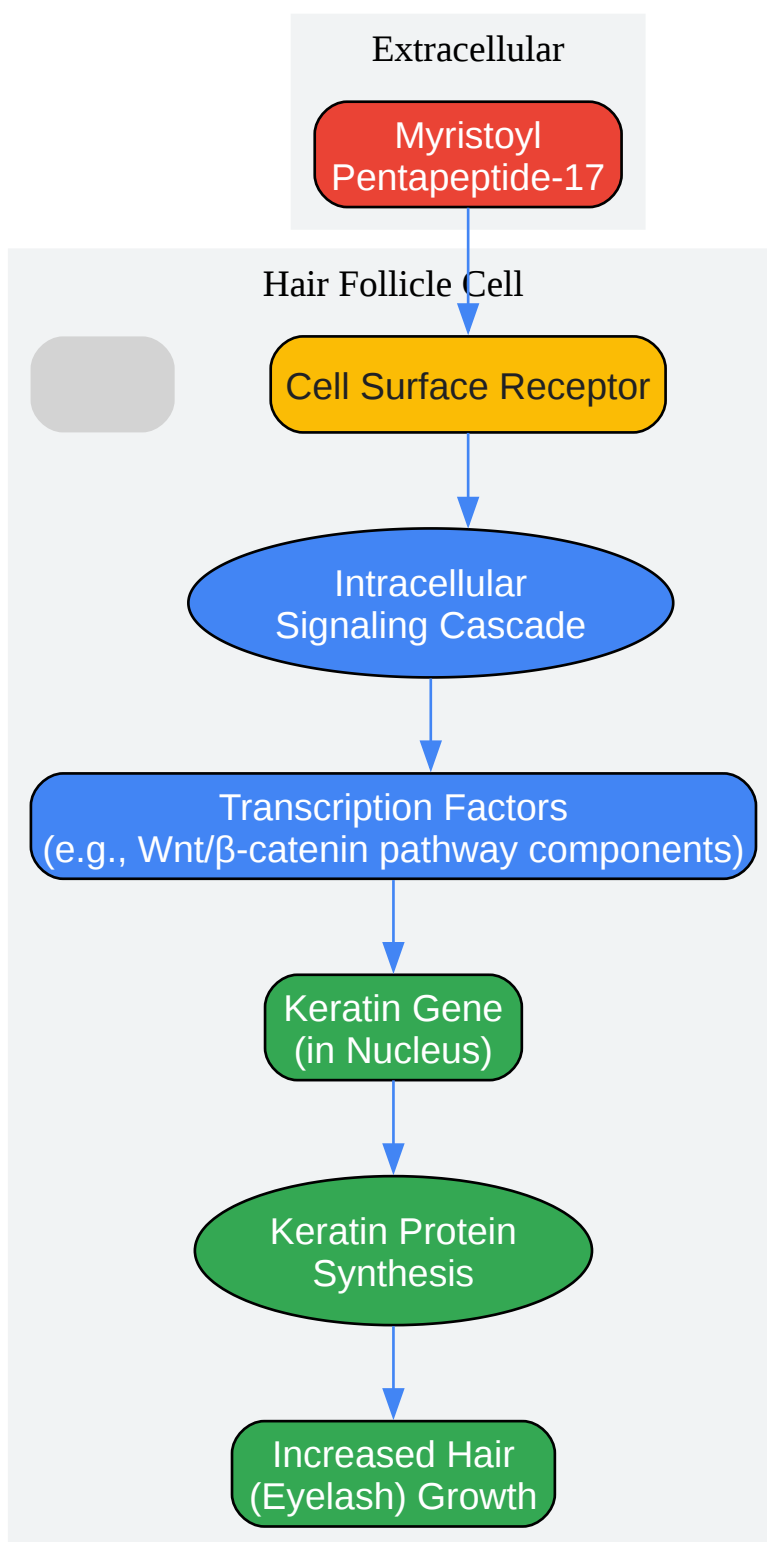 Extracellular
Myristoyl
Pentapeptide-17
Hair Follicle Cell
Cell Surface Receptor
Intracellular
Signaling Cascade
Transcription Factors
(e.g., Wnt/β-catenin pathway components)
Keratin Gene
(in Nucleus)
Keratin Protein
Synthesis
Increased Hair
(Eyelash) Growth